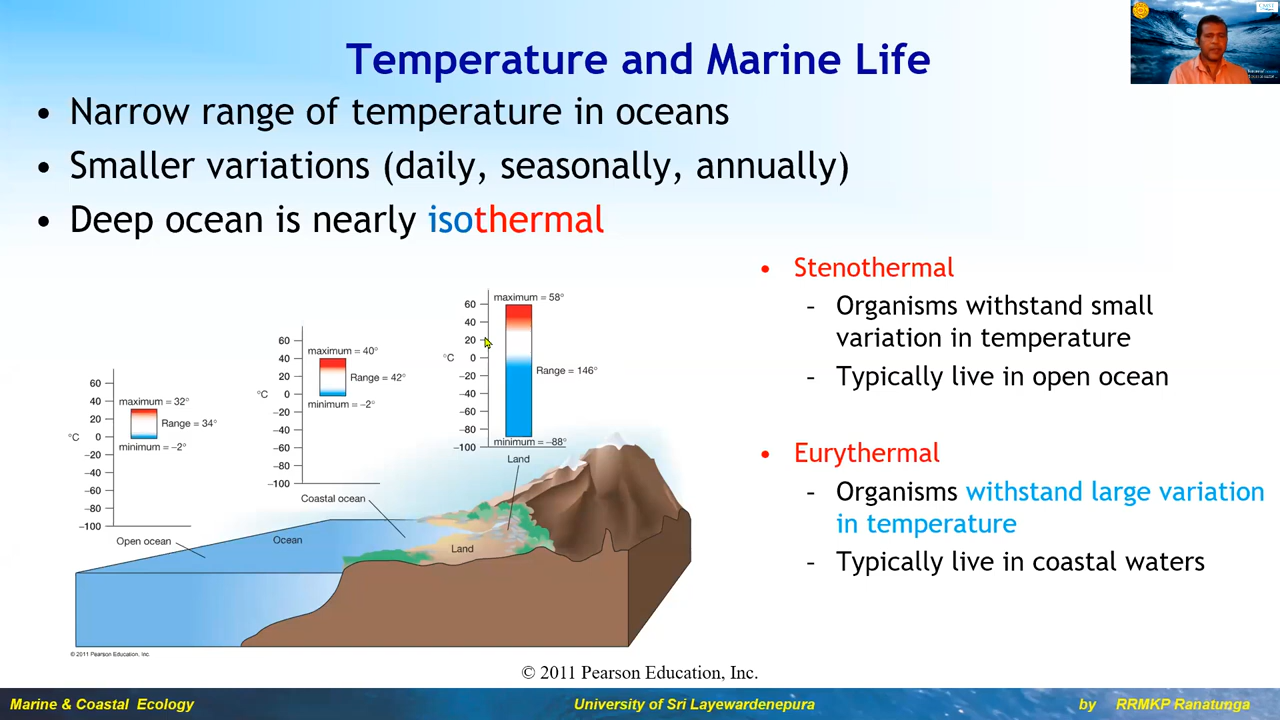 Temperature and Marine Life
• Narrow range of temperature in oceans
• Smaller variations (daily, seasonally, annually)
• Deep ocean is nearly isothermal
• Stenothermal
– Organisms withstand small
variation in temperature
– Typically live in open ocean
• Eurythermal
– Organisms withstand large variation
in temperature
– Typically live in coastal waters
°C
60
40
20
0
–20
–40
–60
–80
–100
maximum = 32°
Range = 34°
minimum = –2°
Open ocean
°C
60
40
20
0
–20
–40
–60
–80
–100
maximum = 40°
Range = 42°
minimum = –2°
Coastal ocean
°C
60
40
20
0
–20
–40
–60
–80
–100
maximum = 58°
Range = 146°
minimum = –88°
Land
Ocean
Land
© 2011 Pearson Education, Inc.
© 2011 Pearson Education, Inc.
Marine & Coastal Ecology
University of Sri Layewardenepura
by RRMKP Ranatunga